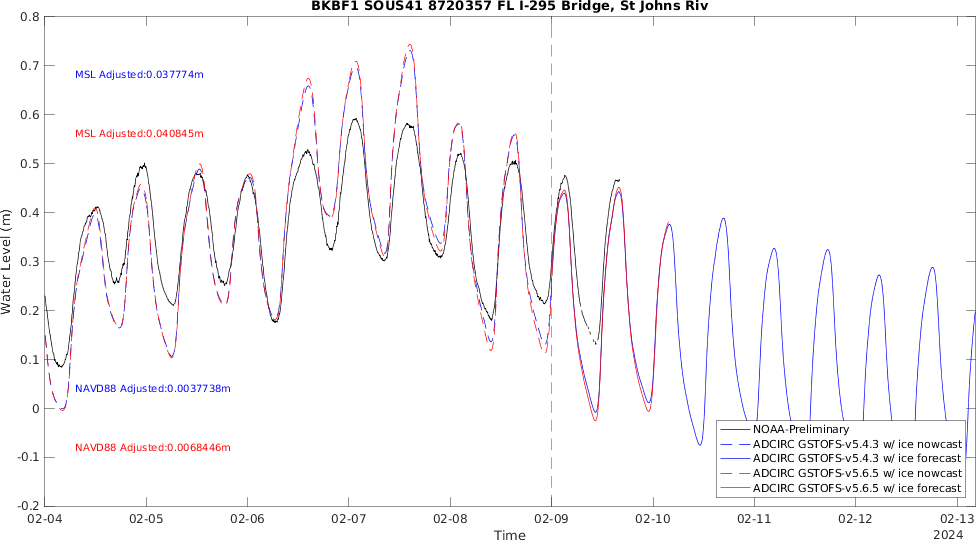 BKBF1 SOUS41 8720357 FL I-295 Bridge, St Johns Riv
0.8
0.7
0.6
0.5
0.4
0.3
0.2
0.1
0
-0.1
-0.2
Water Level (m)
MSL Adjusted:0.037774m
MSL Adjusted:0.040845m
NAVD88 Adjusted:0.0037738m
NAVD88 Adjusted:0.0068446m
NOAA-Preliminary
ADCIRC GSTOFS-v5.4.3 w/ ice nowcast
ADCIRC GSTOFS-v5.4.3 w/ ice forecast
ADCIRC GSTOFS-v5.6.5 w/ ice nowcast
ADCIRC GSTOFS-v5.6.5 w/ ice forecast
02-04 02-05 02-06 02-07 02-08 02-09 02-10 02-11 02-12 02-13
Time
2024